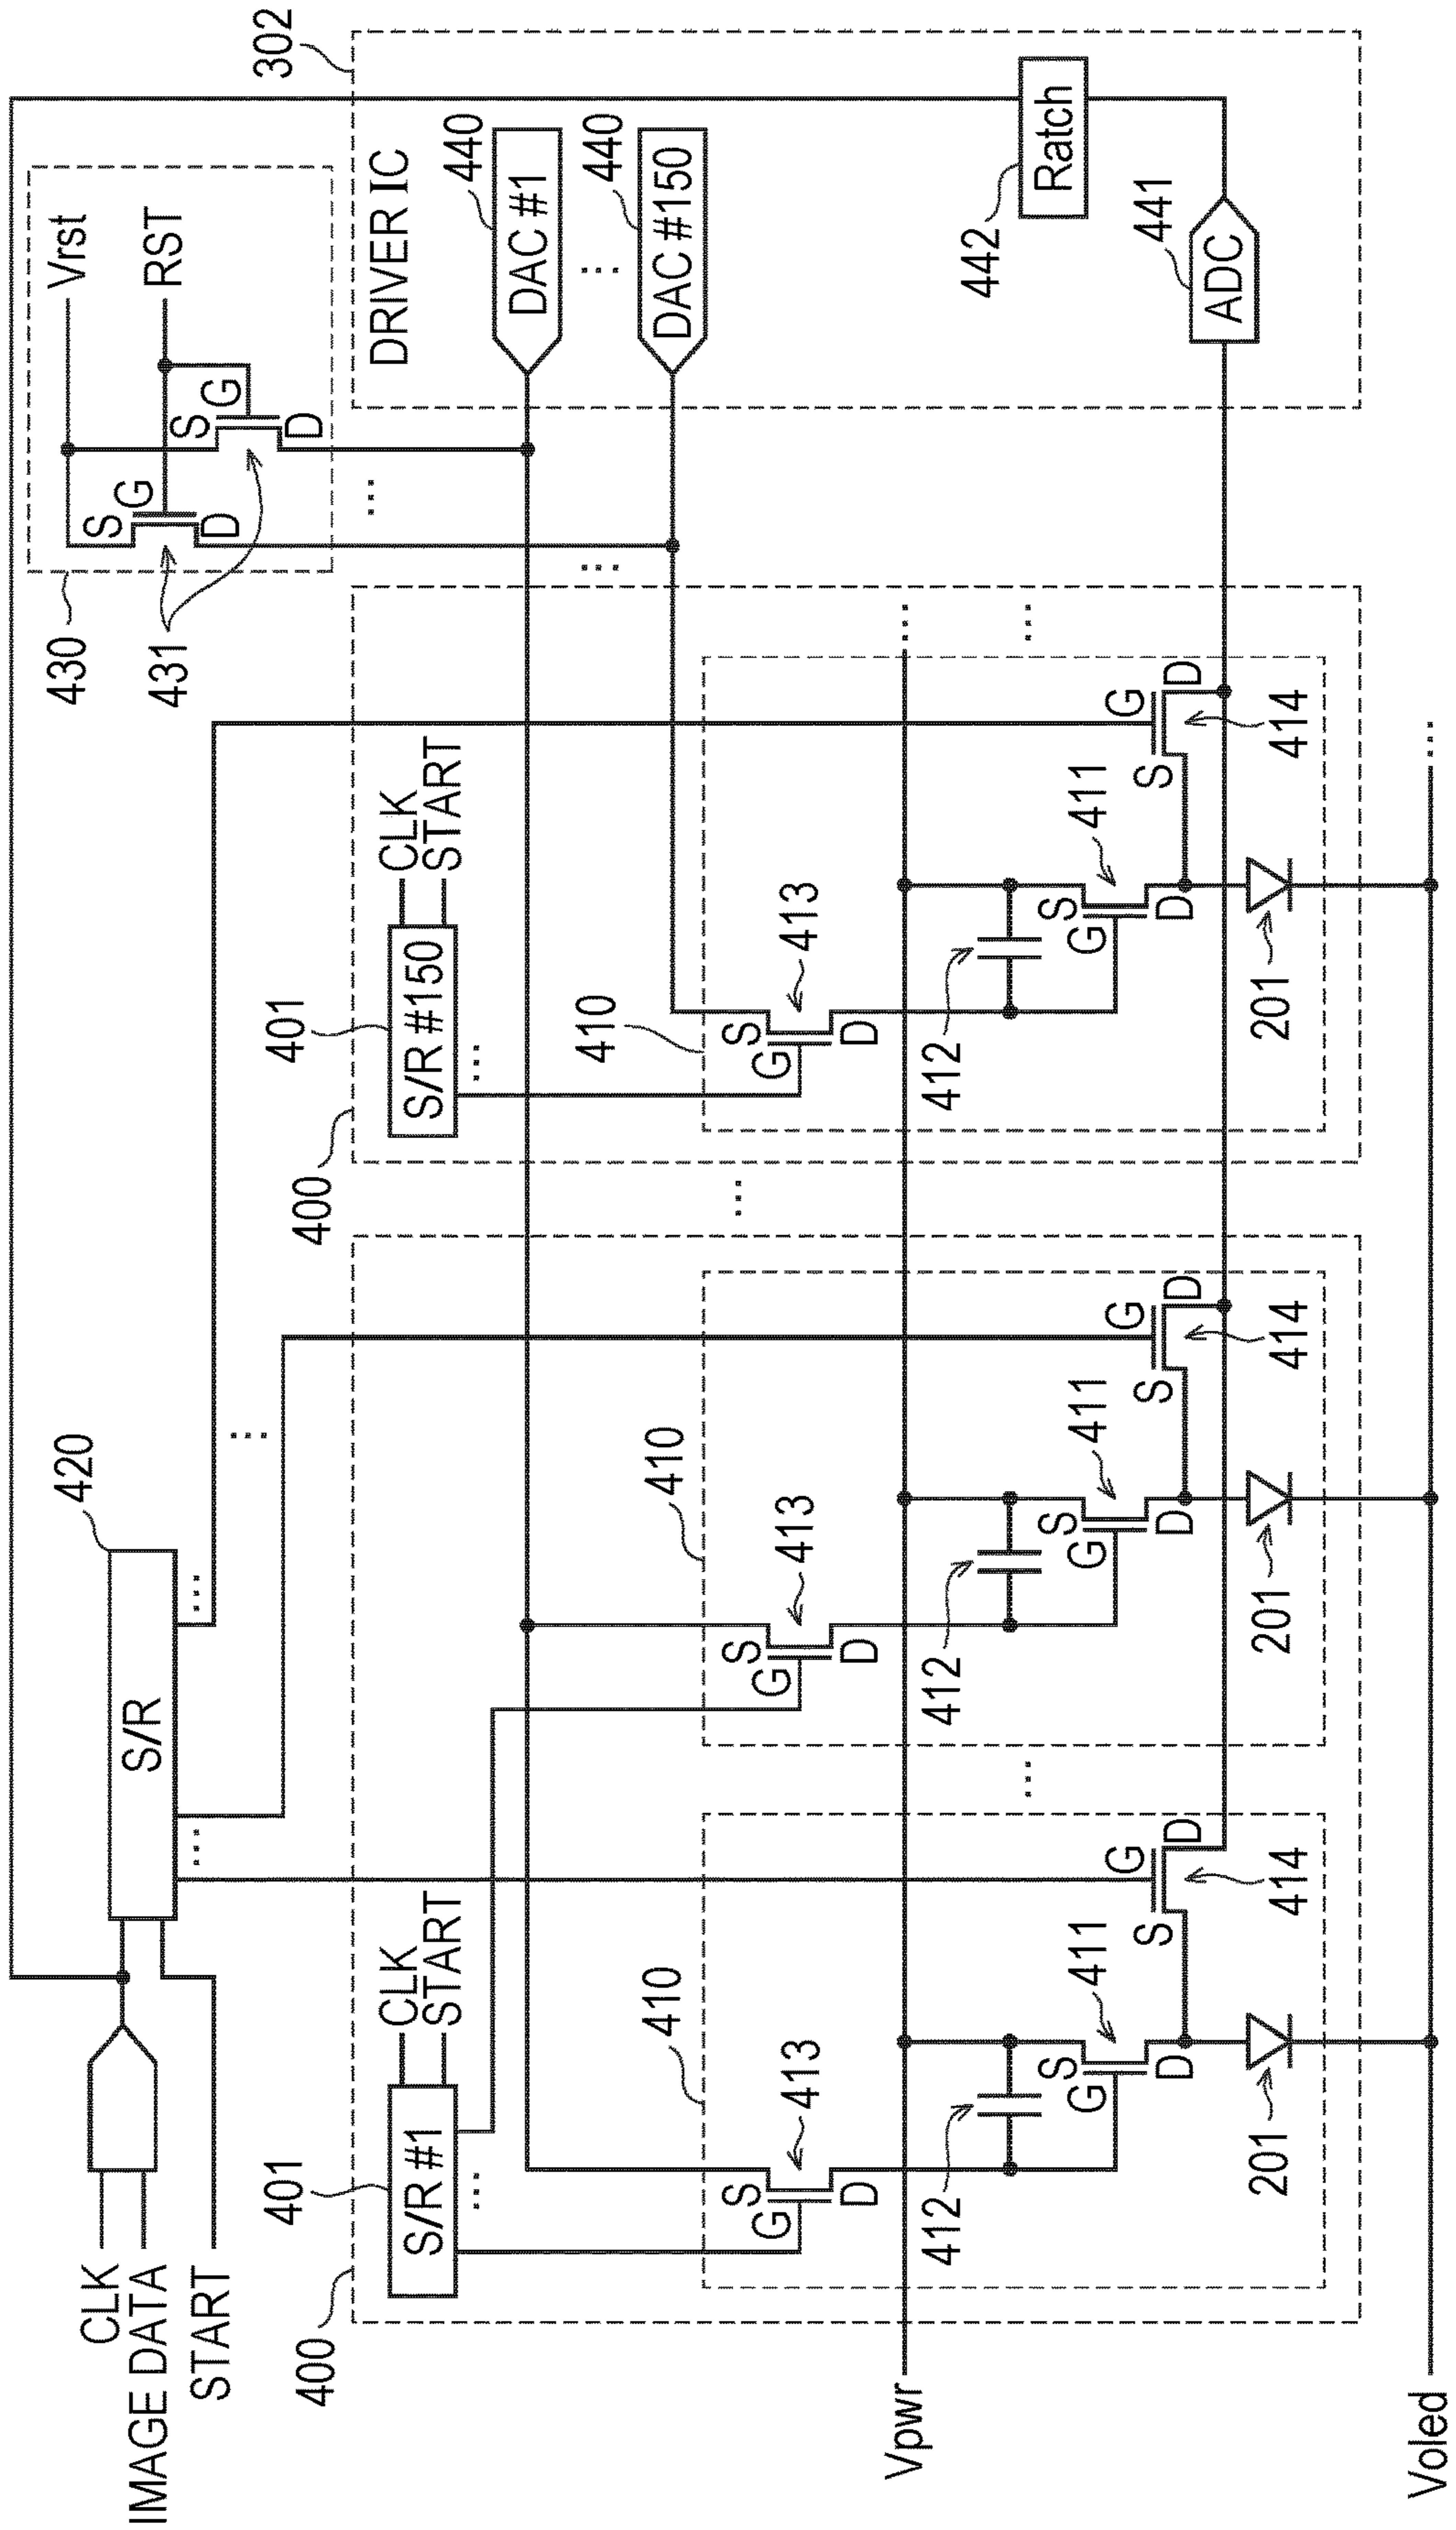 CLK
IMAGE DATA
START
S/R
420
430
431
Vrst
RST
S
G
D
S
G
D
302
DRIVER IC
DAC #1
440
⋮
DAC #150
440
Ratch
442
ADC
441
400
401
S/R #1
CLK
START
410
413
S
G
D
412
411
S
G
D
414
S
G
D
201
410
413
S
G
D
412
411
S
G
D
414
S
G
D
201
400
401
S/R #150
CLK
START
410
413
S
G
D
412
411
S
G
D
414
S
G
D
201
Vpwr
Voled